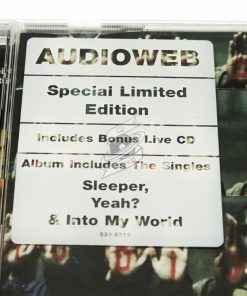 AUDIOWEB
Special Limited
Edition
Includes Bonus Live CD
Album Includes The Singles
Sleeper,
Yeah?
& Into My World